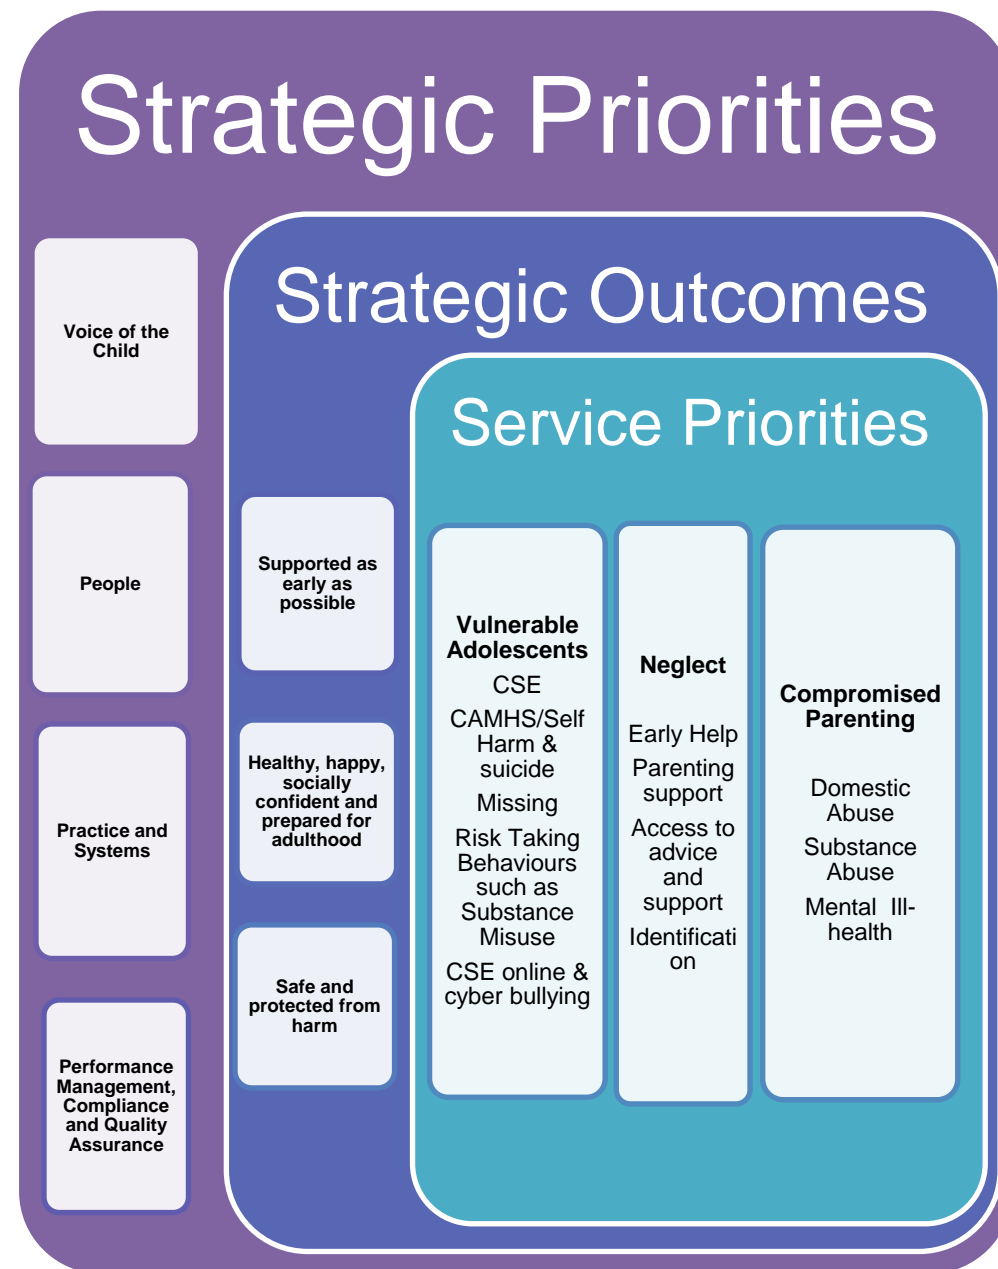 Strategic Priorities
Voice of the
Child
People
Practice and
Systems
Performance
Management,
Compliance
and Quality
Assurance
Strategic Outcomes
Supported as
early as
possible
Healthy, happy,
socially
confident and
prepared for
adulthood
Safe and
protected from
harm
Service Priorities
Vulnerable
Adolescents
CSE
CAMHS/Self
Harm &
suicide
Missing
Risk Taking
Behaviours
such as
Substance
Misuse
CSE online &
cyber bullying
Neglect
Early Help
Parenting
support
Access to
advice
and
support
Identificati
on
Compromised
Parenting
Domestic
Abuse
Substance
Abuse
Mental Ill-
health